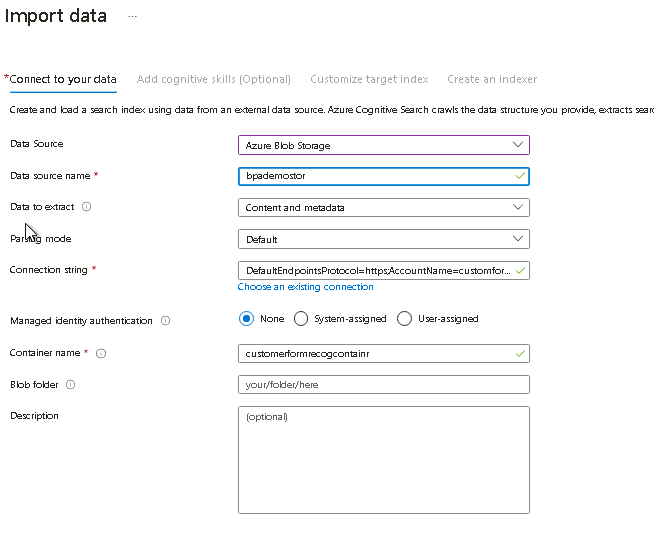 Import data ...
*Connect to your data Add cognitive skills (Optional) Customize target index Create an indexer
Create and load a search index using data from an external data source. Azure Cognitive Search crawls the data structure you provide, extracts sear
Data Source Azure Blob Storage
Data source name * bpademostor
Data to extract Content and metadata
Parsing mode Default
Connection string * DefaultEndpointsProtocol=https;AccountName=customfor...
Choose an existing connection
Managed identity authentication None System-assigned User-assigned
Container name * customerformrecogcontainr
Blob folder your/folder/here
Description (optional)